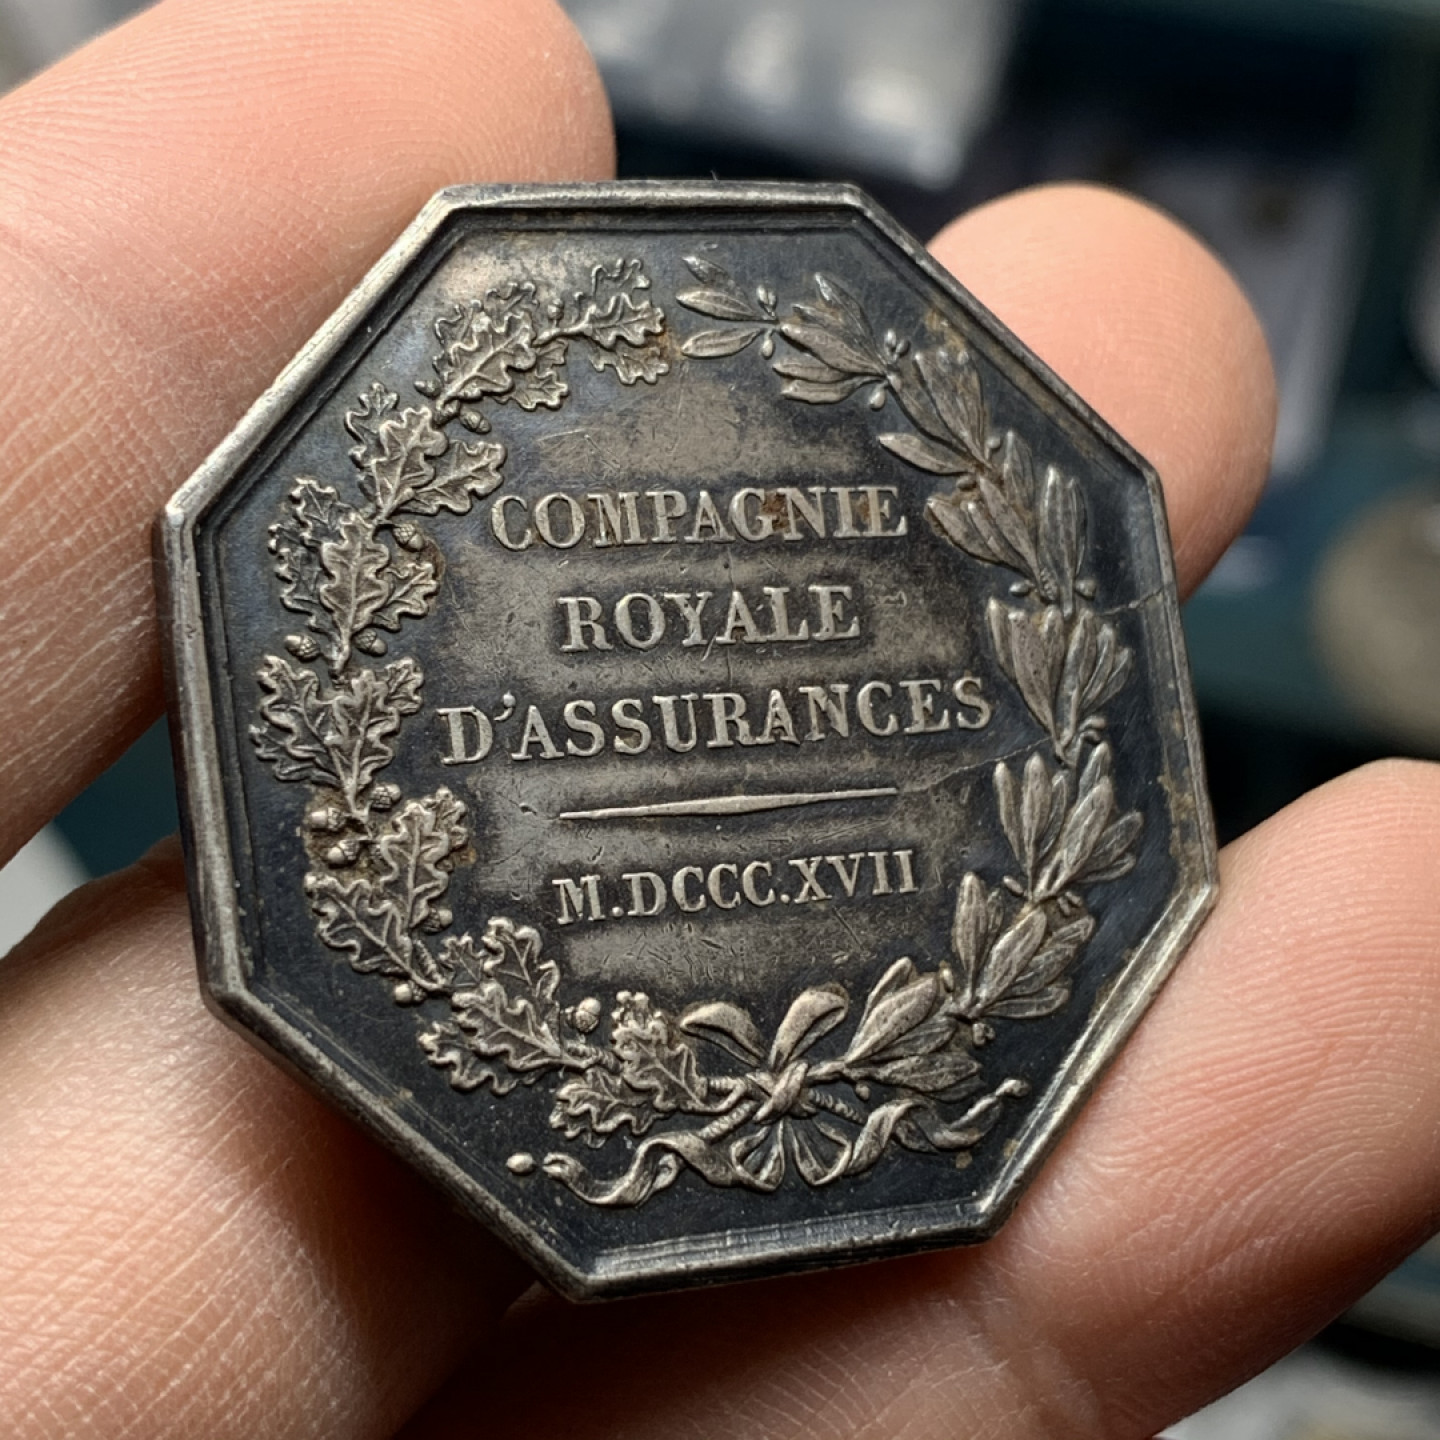 COMPAGNIE
ROYALE
D'ASSURANCES
M.DCCC.XVII